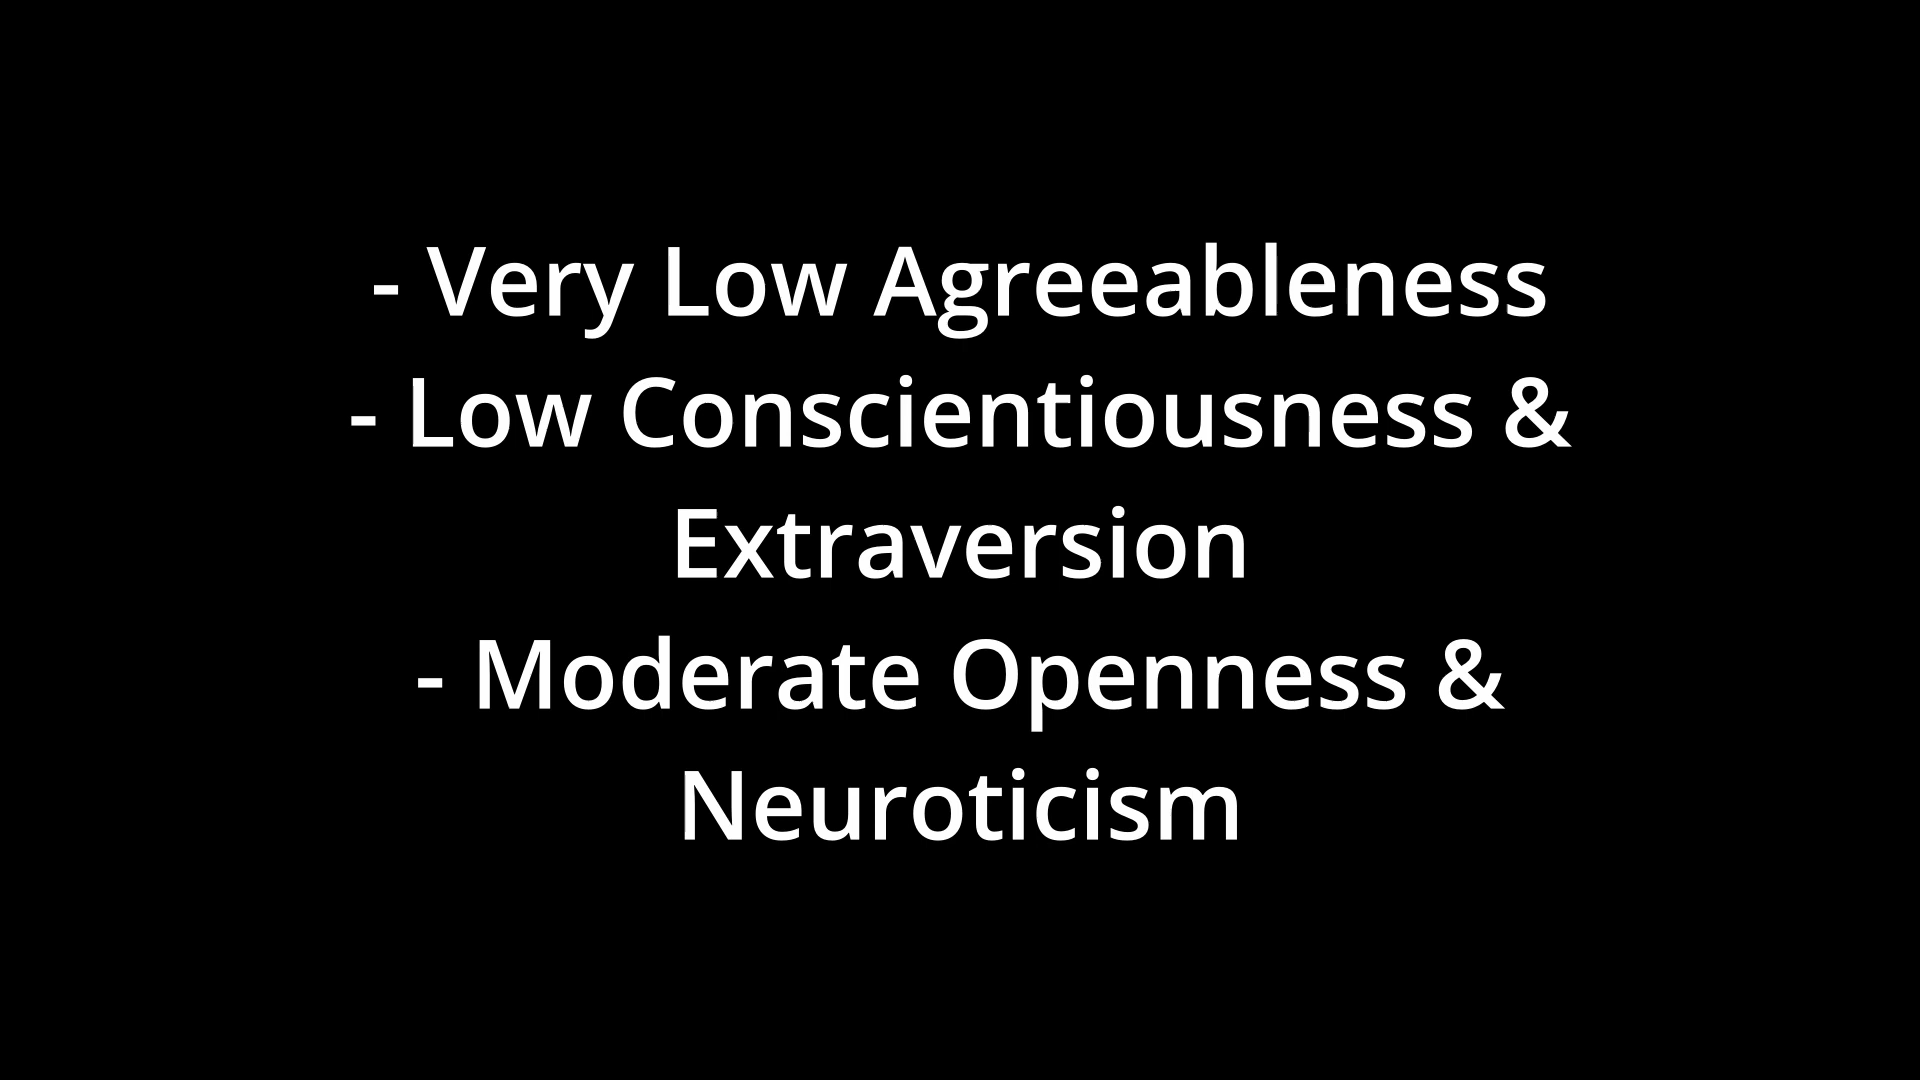 - Very Low Agreeableness
- Low Conscientiousness &
Extraversion
- Moderate Openness &
Neuroticism